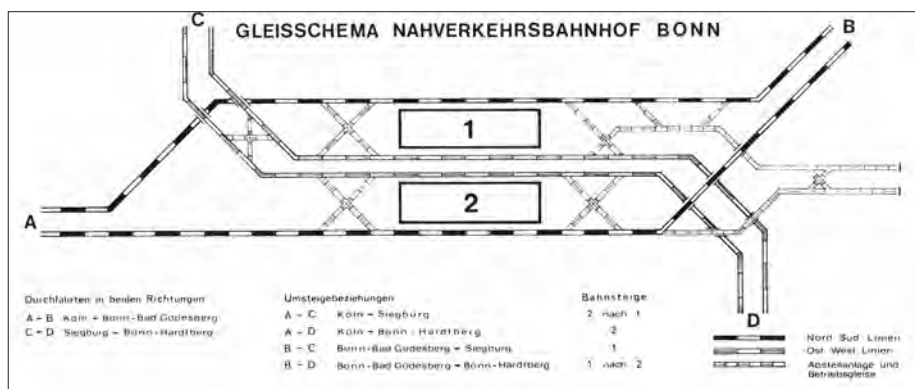 C
GLEISSCHEMA NAHVERKEHRSBAHNHOF BONN
B
1
A
2
D
Durchfahrten in beiden Richtungen
A – B Köln – Bonn-Bad Godesberg
C – D Siegburg – Bonn-Hardtberg
Umsteigebeziehungen Bahnsteige
A – C Köln – Siegburg 2 nach 1
A – D Köln – Bonn-Hardtberg 2
B – C Bonn-Bad Godesberg – Siegburg 1
B – D Bonn-Bad Godesberg – Bonn-Hardtberg 1 nach 2
Nord Süd Linien
Ost West Linien
Abstellanlage und
Betriebsgleise